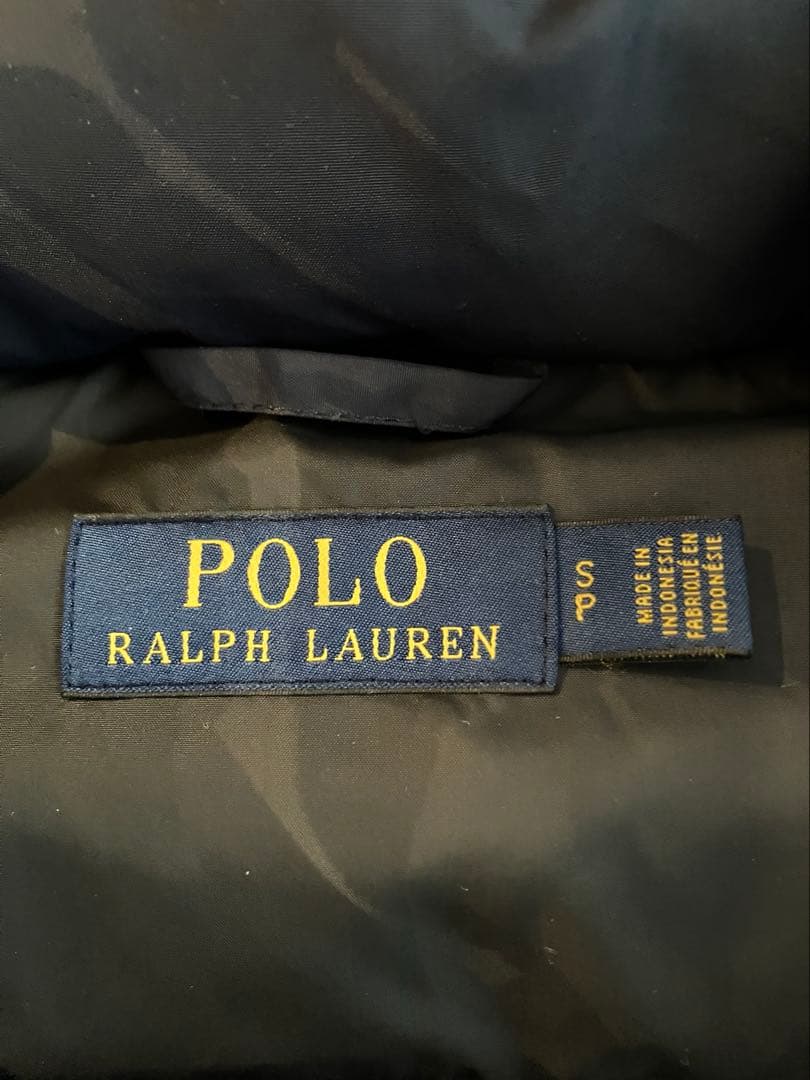 POLO
RALPH LAUREN
S
P
MADE IN
INDONESIA
FABRIQUÉ EN
INDONÉSIE